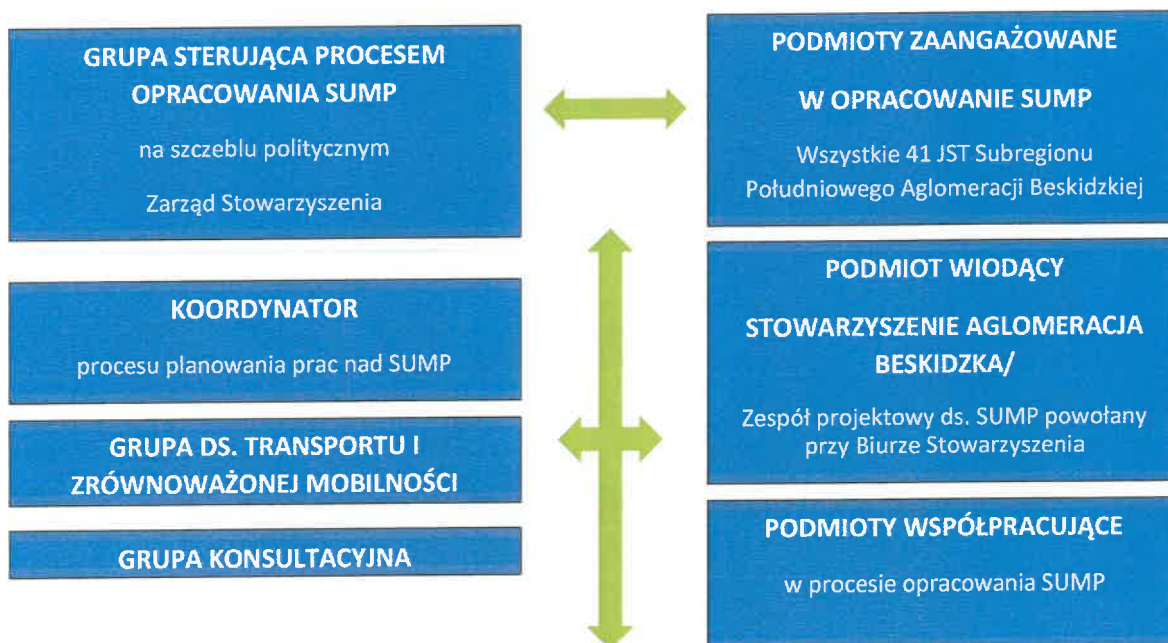 GRUPA STERUJĄCA PROCESEM
OPRACOWANIA SUMP
na szczeblu politycznym
Zarząd Stowarzyszenia
KOORDYNATOR
procesu planowania prac nad SUMP
GRUPA DS. TRANSPORTU I
ZRÓWNOWAŻONEJ MOBILNOŚCI
GRUPA KONSULTACYJNA
PODMIOTY ZAANGAŻOWANE
W OPRACOWANIE SUMP
Wszystkie 41 JST Subregionu
Południowego Aglomeracji Beskidzkiej
PODMIOT WIODĄCY
STOWARZYSZENIE AGLOMERACJA
BESKIDZKA/
Zespół projektowy ds. SUMP powołany
przy Biurze Stowarzyszenia
PODMIOTY WSPÓŁPRACUJĄCE
w procesie opracowania SUMP